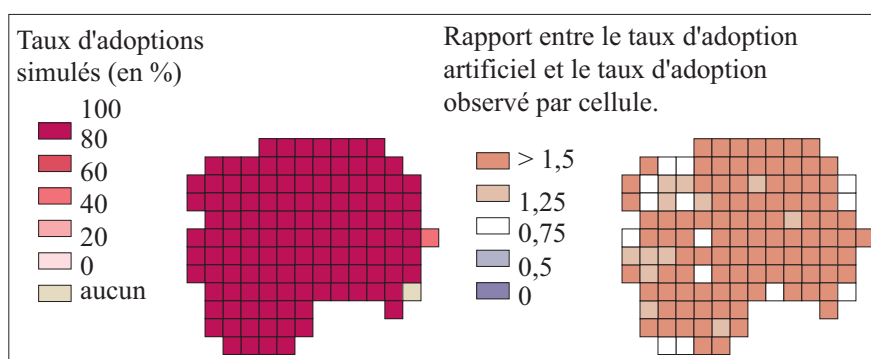 Taux d'adoptions
simulés (en %)
100
80
60
40
20
0
aucun
Rapport entre le taux d'adoption
artificiel et le taux d'adoption
observé par cellule.
> 1,5
1,25
0,75
0,5
0